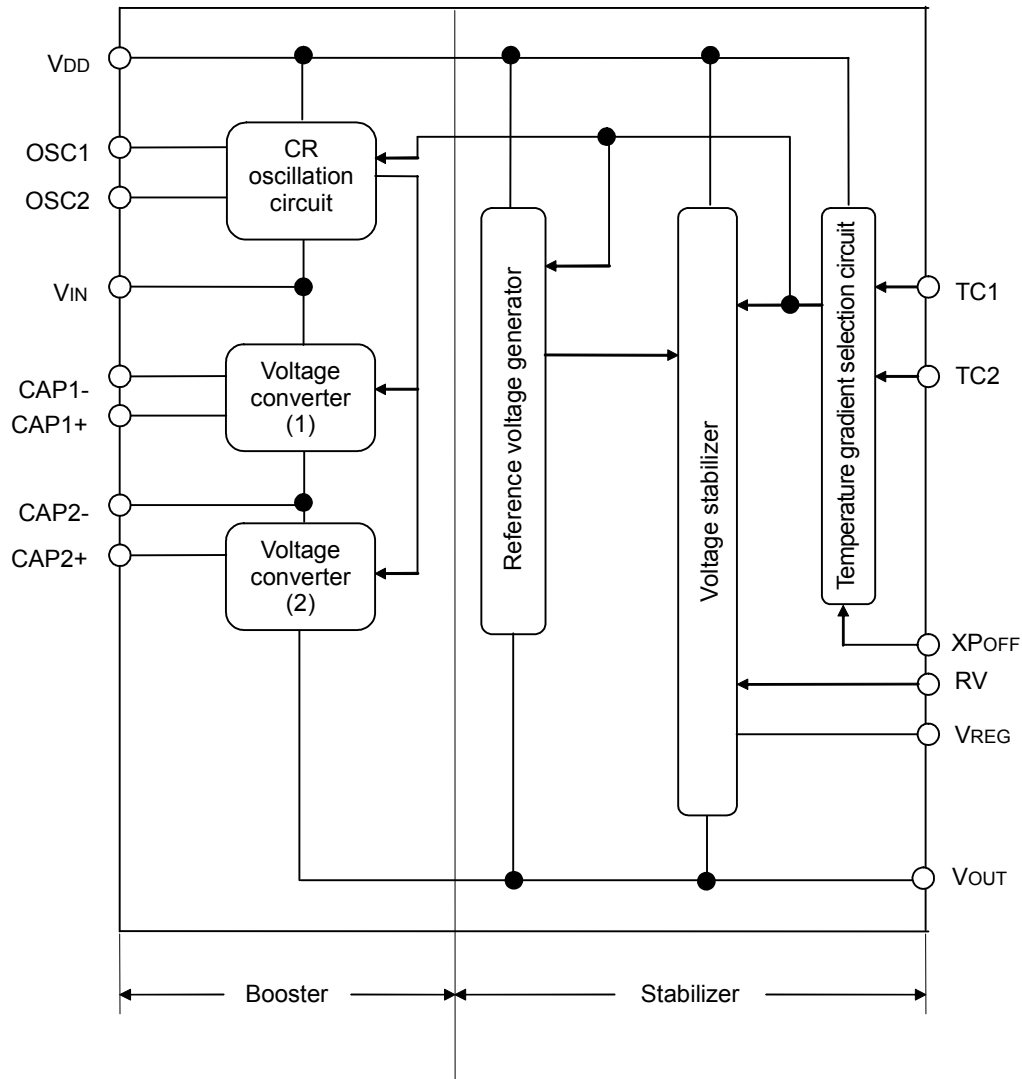 VDD
OSC1
OSC2
VIN
CAP1-
CAP1+
CAP2-
CAP2+
CR
oscillation
circuit
Voltage
converter
(1)
Voltage
converter
(2)
Reference voltage generator
Voltage stabilizer
Temperature gradient selection circuit
TC1
TC2
XPOFF
RV
VREG
VOUT
Booster
Stabilizer